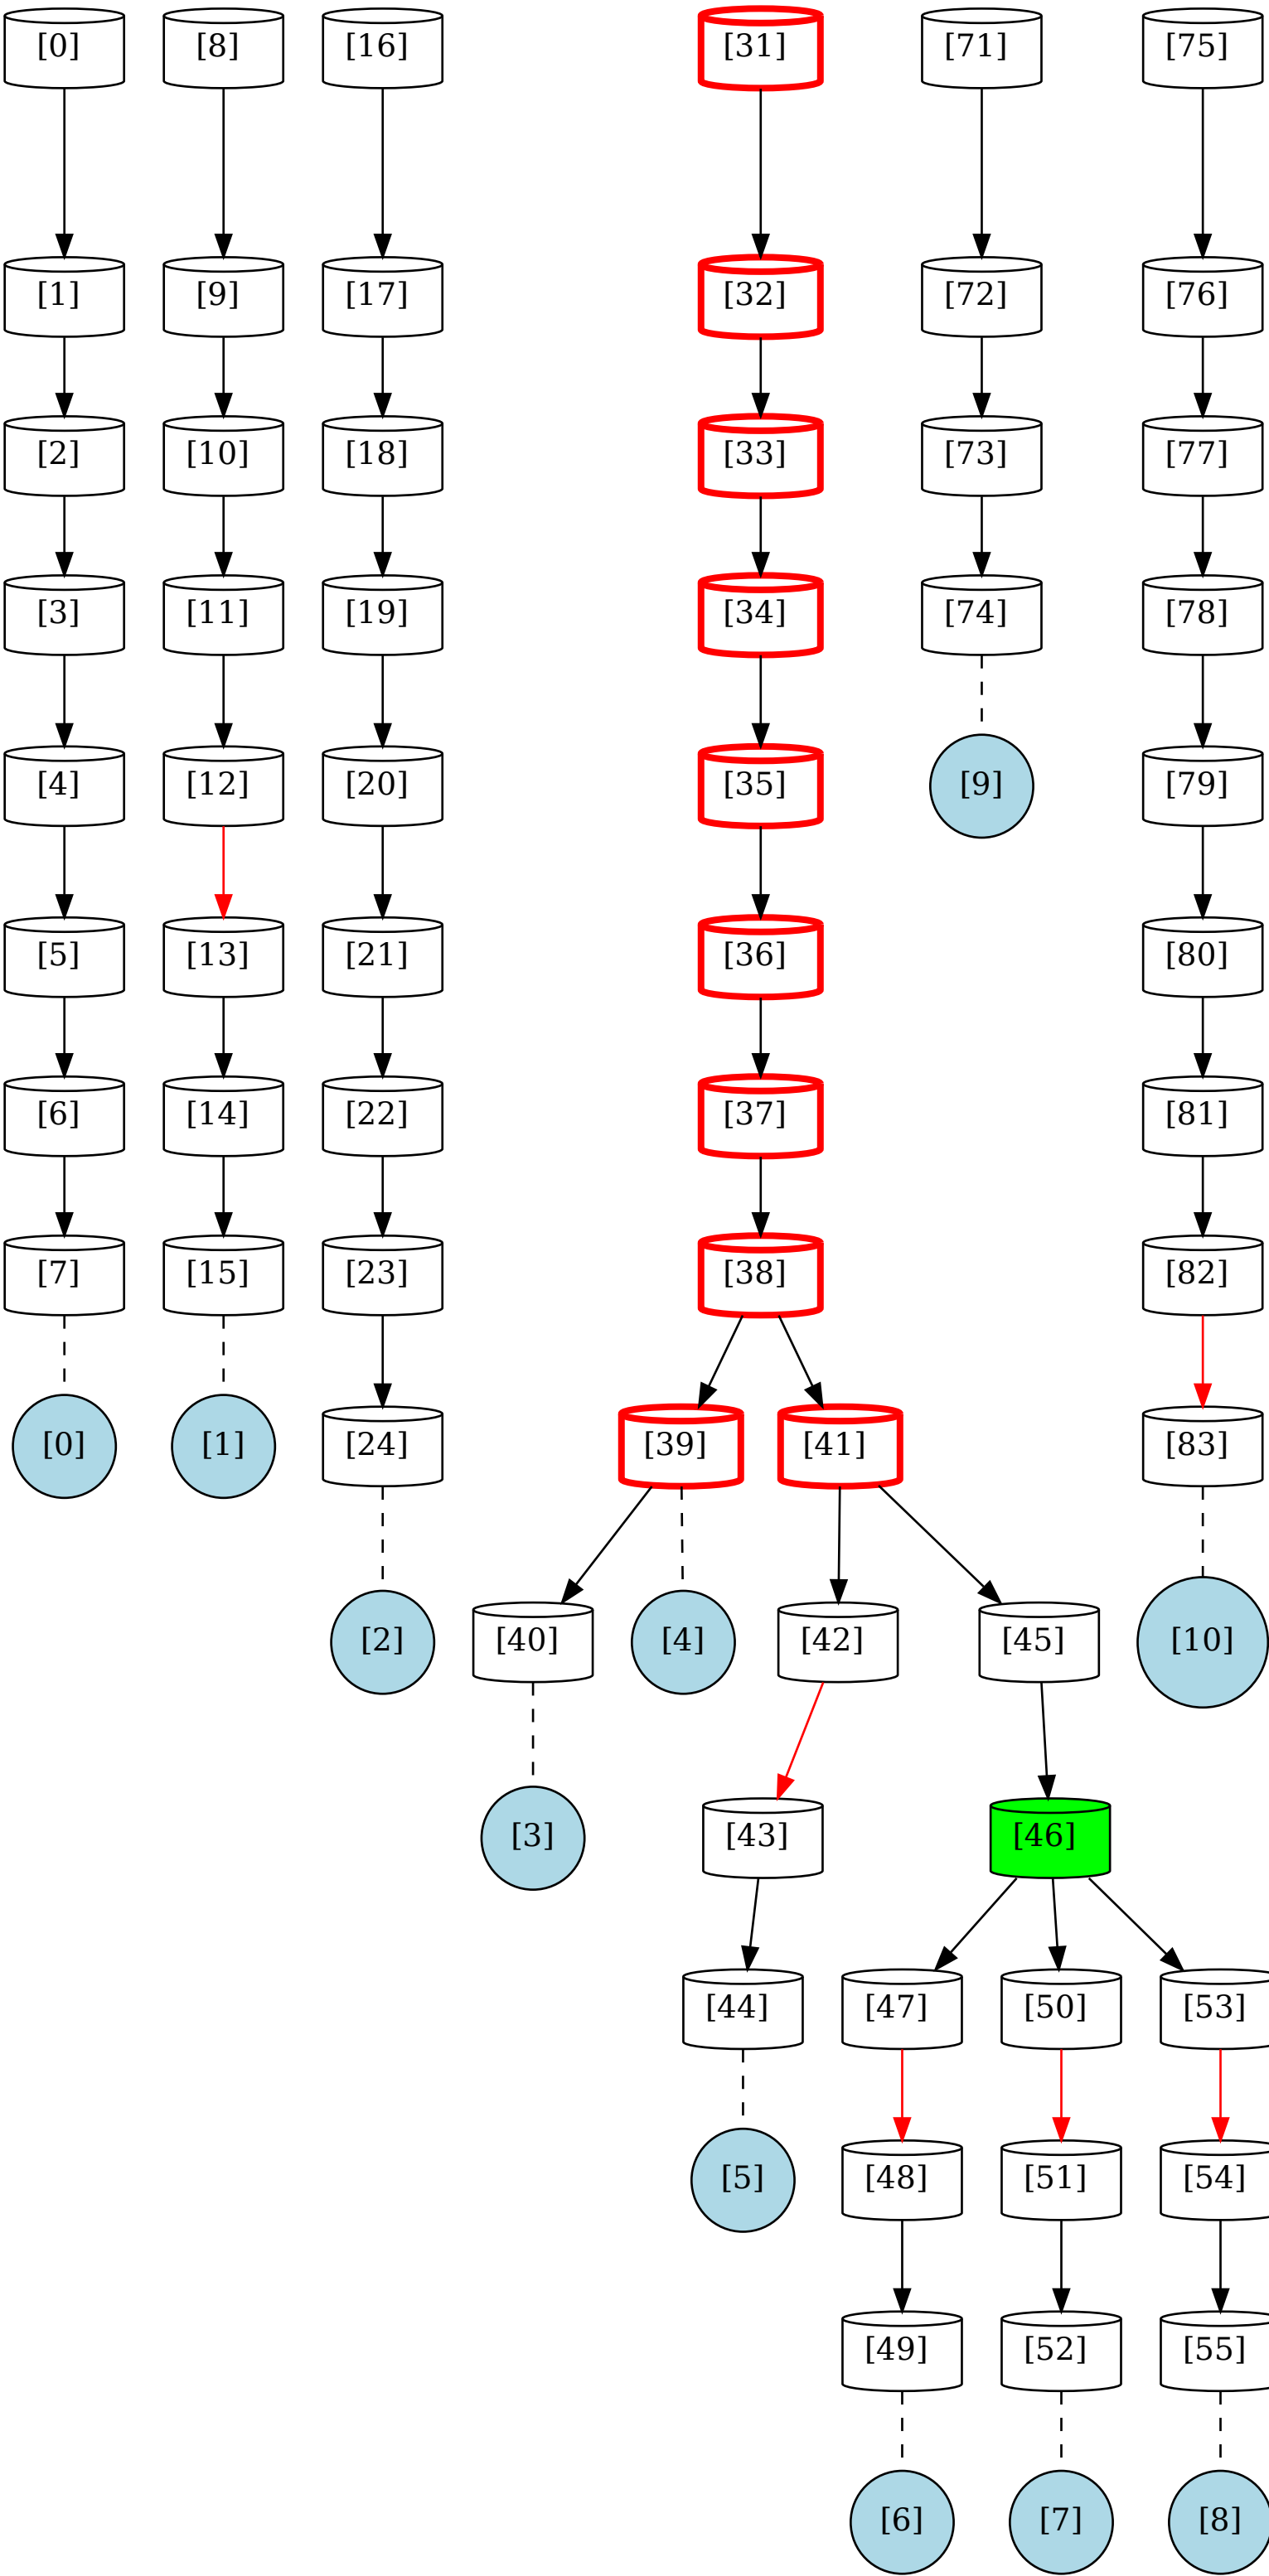 [0] [8] [16] [31] [71] [75]
[1] [9] [17] [32] [72] [76]
[2] [10] [18] [33] [73] [77]
[3] [11] [19] [34] [74] [78]
[4] [12] [20] [35] [9] [79]
[5] [13] [21] [36] [80]
[6] [14] [22] [37] [81]
[7] [15] [23] [38] [82]
[0] [1] [24] [39] [41] [83]
[2] [40] [4] [42] [45] [10]
[3] [43] [46]
[44] [47] [50] [53]
[5] [48] [51] [54]
[49] [52] [55]
[6] [7] [8]